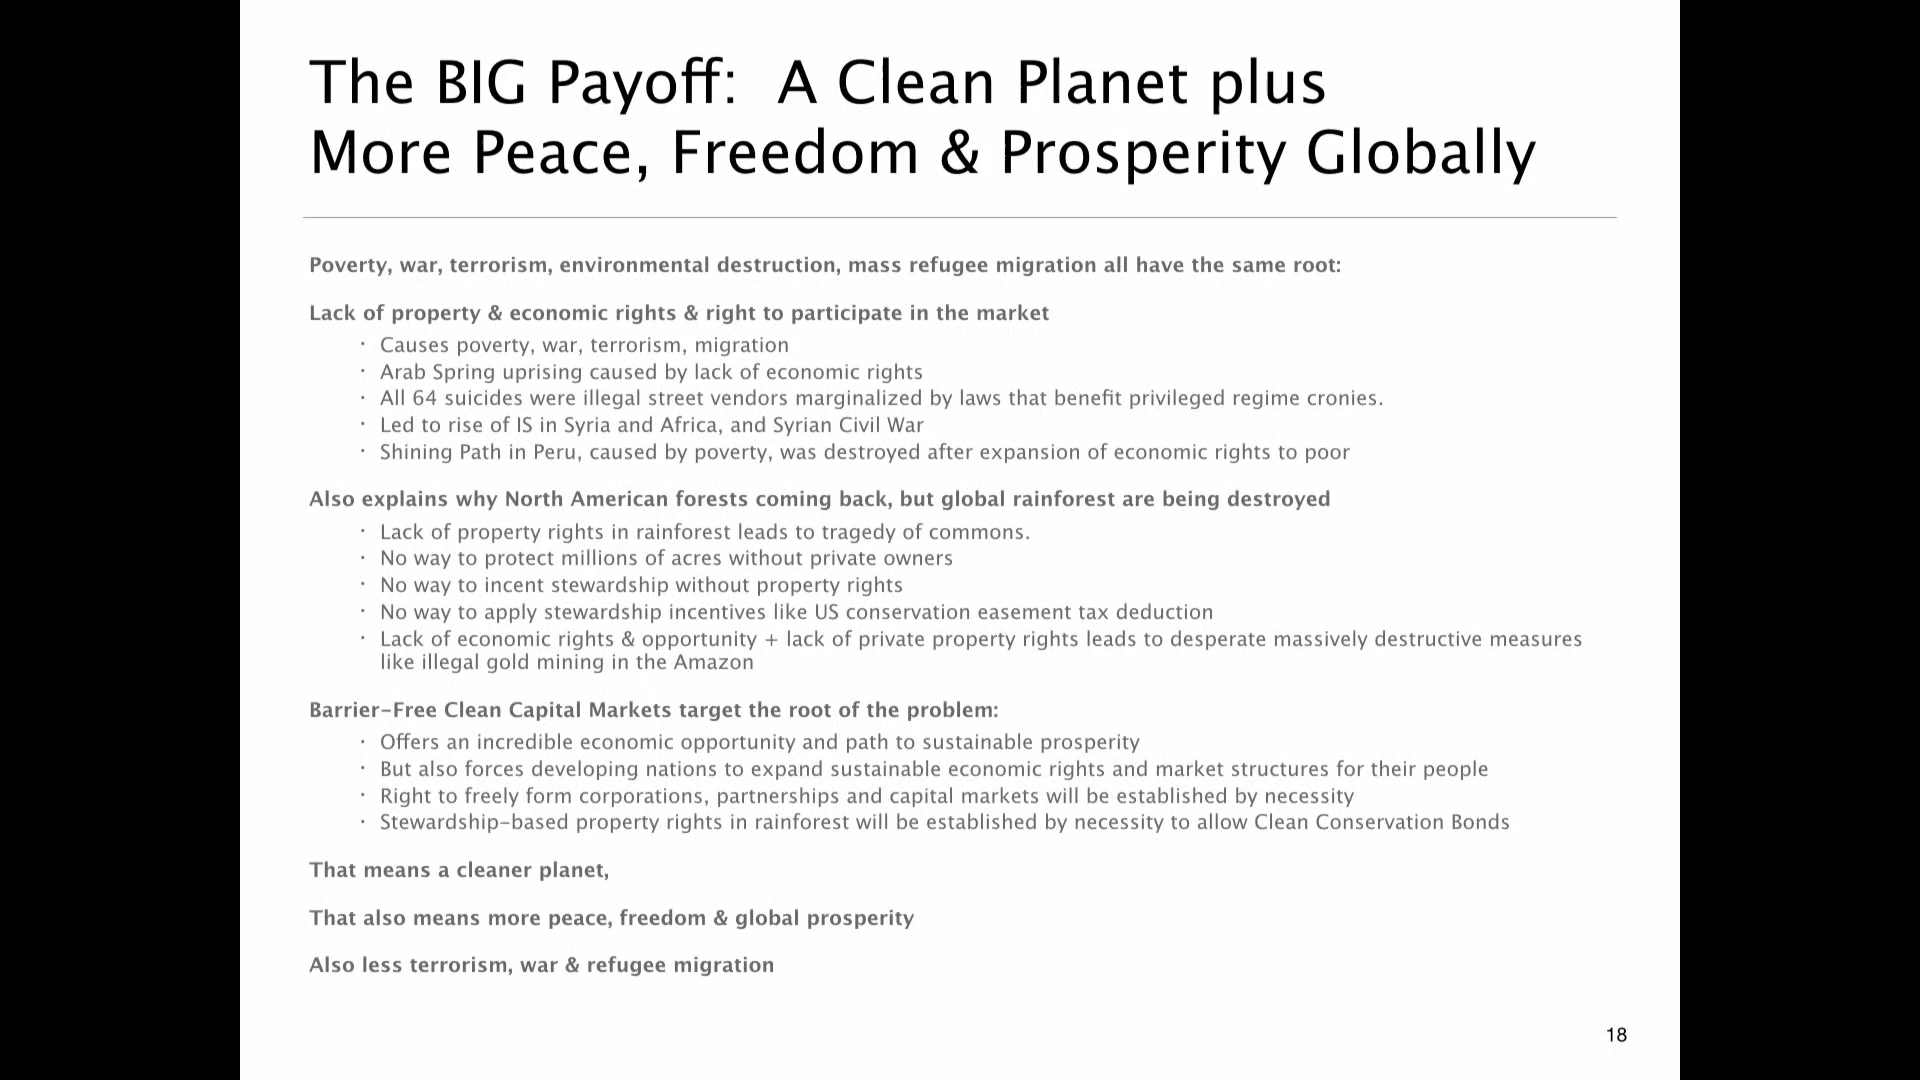 The BIG Payoff:  A Clean Planet plus
More Peace, Freedom & Prosperity Globally
Poverty, war, terrorism, environmental destruction, mass refugee migration all have the same root:
Lack of property & economic rights & right to participate in the market
· Causes poverty, war, terrorism, migration
· Arab Spring uprising caused by lack of economic rights
· All 64 suicides were illegal street vendors marginalized by laws that benefit privileged regime cronies.
· Led to rise of IS in Syria and Africa, and Syrian Civil War
· Shining Path in Peru, caused by poverty, was destroyed after expansion of economic rights to poor
Also explains why North American forests coming back, but global rainforest are being destroyed
· Lack of property rights in rainforest leads to tragedy of commons.
· No way to protect millions of acres without private owners
· No way to incent stewardship without property rights
· No way to apply stewardship incentives like US conservation easement tax deduction
· Lack of economic rights & opportunity + lack of private property rights leads to desperate massively destructive measures
like illegal gold mining in the Amazon
Barrier-Free Clean Capital Markets target the root of the problem:
· Offers an incredible economic opportunity and path to sustainable prosperity
· But also forces developing nations to expand sustainable economic rights and market structures for their people
· Right to freely form corporations, partnerships and capital markets will be established by necessity
· Stewardship-based property rights in rainforest will be established by necessity to allow Clean Conservation Bonds
That means a cleaner planet,
That also means more peace, freedom & global prosperity
Also less terrorism, war & refugee migration
18